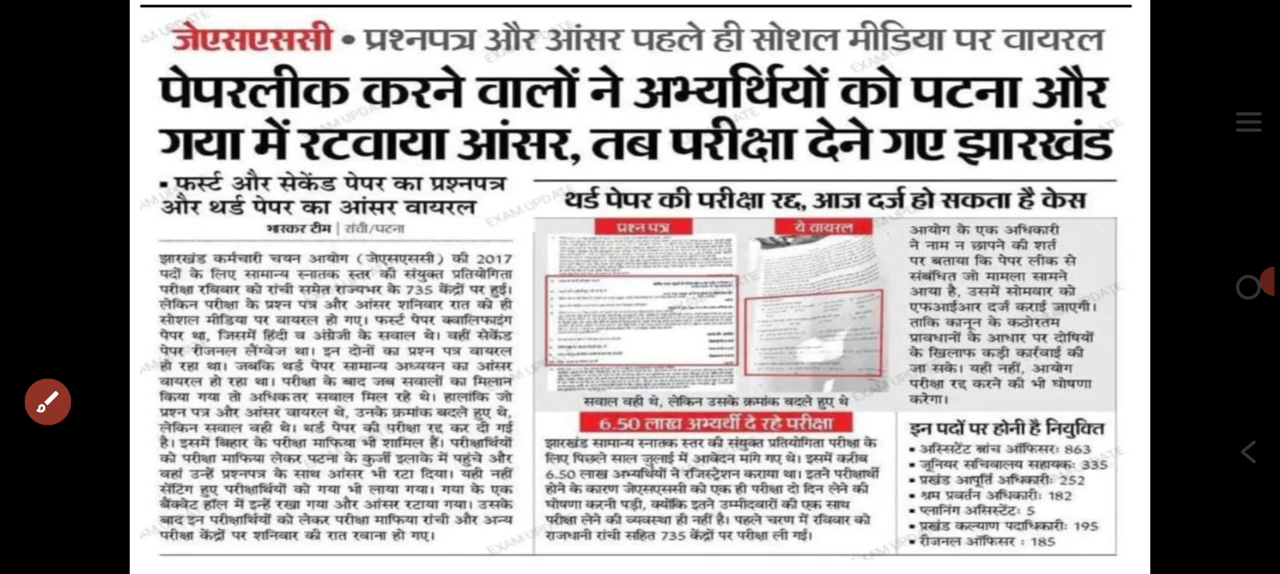 जेएसएससी • प्रश्नपत्र और आंसर पहले ही सोशल मीडिया पर वायरल
पेपरलीक करने वालों ने अभ्यर्थियों को पटना और
गया में रटवाया आंसर, तब परीक्षा देने गए झारखंड
▪ फर्स्ट और सेकेंड पेपर का प्रश्नपत्र
और थर्ड पेपर का आंसर वायरल
भास्कर टीम | रांची/पटना
झारखंड कर्मचारी चयन आयोग (जेएसएससी) की 2017
पदों के लिए सामान्य स्नातक स्तर की संयुक्त प्रतियोगिता
परीक्षा रविवार को रांची समेत राज्यभर के 735 केंद्रों पर हुई।
लेकिन परीक्षा के प्रश्न पत्र और आंसर शनिवार रात को ही
सोशल मीडिया पर वायरल हो गए। फर्स्ट पेपर क्वालिफाइंग
पेपर था, जिसमें हिंदी व अंग्रेजी के सवाल थे। वहीं सेकेंड
पेपर रीजनल लैंग्वेज था। इन दोनों का प्रश्न पत्र वायरल
हो रहा था। जबकि थर्ड पेपर सामान्य अध्ययन का आंसर
वायरल हो रहा था। परीक्षा के बाद जब सवालों का मिलान
किया गया तो अधिकतर सवाल मिल रहे थे। हालांकि जो
प्रश्न पत्र और आंसर वायरल थे, उनके क्रमांक बदले हुए थे,
लेकिन सवाल वही थे। थर्ड पेपर की परीक्षा रद्द कर दी गई
है। इसमें बिहार के परीक्षा माफिया भी शामिल हैं। परीक्षार्थियों
को परीक्षा माफिया लेकर पटना के कुर्जी इलाके में पहुंचे और
वहां उन्हें प्रश्नपत्र के साथ आंसर भी रटा दिया। यही नहीं
सेटिंग हुए परीक्षार्थियों को गया भी लाया गया। गया के एक
बैंक्वेट हॉल में इन्हें रखा गया और आंसर रटाया गया। उसके
बाद इन परीक्षार्थियों को लेकर परीक्षा माफिया रांची और अन्य
परीक्षा केंद्रों पर शनिवार की रात रवाना हो गए।
थर्ड पेपर की परीक्षा रद्द, आज दर्ज हो सकता है केस
प्रश्न पत्र
ये वायरल
सवाल वही थे, लेकिन उसके क्रमांक बदले हुए थे
आयोग के एक अधिकारी
ने नाम न छापने की शर्त
पर बताया कि पेपर लीक से
संबंधित जो मामला सामने
आया है, उसमें सोमवार को
एफआईआर दर्ज कराई जाएगी।
ताकि कानून के कठोरतम
प्रावधानों के आधार पर दोषियों
के खिलाफ कड़ी कार्रवाई की
जा सके। यही नहीं, आयोग
परीक्षा रद्द करने की भी घोषणा
करेगा।
6.50 लाख अभ्यर्थी दे रहे परीक्षा
झारखंड सामान्य स्नातक स्तर की संयुक्त प्रतियोगिता परीक्षा के
लिए पिछले साल जुलाई में आवेदन मांगे गए थे। इसमें करीब
6.50 लाख अभ्यर्थियों ने रजिस्ट्रेशन कराया था। इतने परीक्षार्थी
होने के कारण जेएसएससी को एक ही परीक्षा दो दिन लेने की
घोषणा करनी पड़ी, क्योंकि इतने उम्मीदवारों की एक साथ
परीक्षा लेने की व्यवस्था ही नहीं है। पहले चरण में रविवार को
राजधानी रांची सहित 735 केंद्रों पर परीक्षा ली गई।
इन पदों पर होनी है नियुक्ति
▪ अस्सिटेंट ब्रांच ऑफिसर: 863
▪ जूनियर सचिवालय सहायक: 335
▪ प्रखंड आपूर्ति अधिकारी: 252
▪ श्रम प्रवर्तन अधिकारी: 182
▪ प्लानिंग असिस्टेंट: 5
▪ प्रखंड कल्याण पदाधिकारी: 195
▪ रीजनल ऑफिसर : 185
EXAM UPDATE